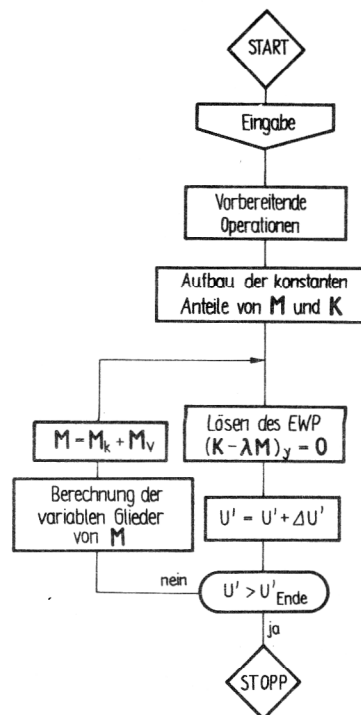 START
Eingabe
Vorbereitende
Operationen
Aufbau der konstanten
Anteile von M und K
M = Mk + Mv
Lösen des EWP
(K-λM)y = 0
Berechnung der
variablen Glieder
von M
U' = U' + ΔU'
nein
U' > U'Ende
ja
STOPP